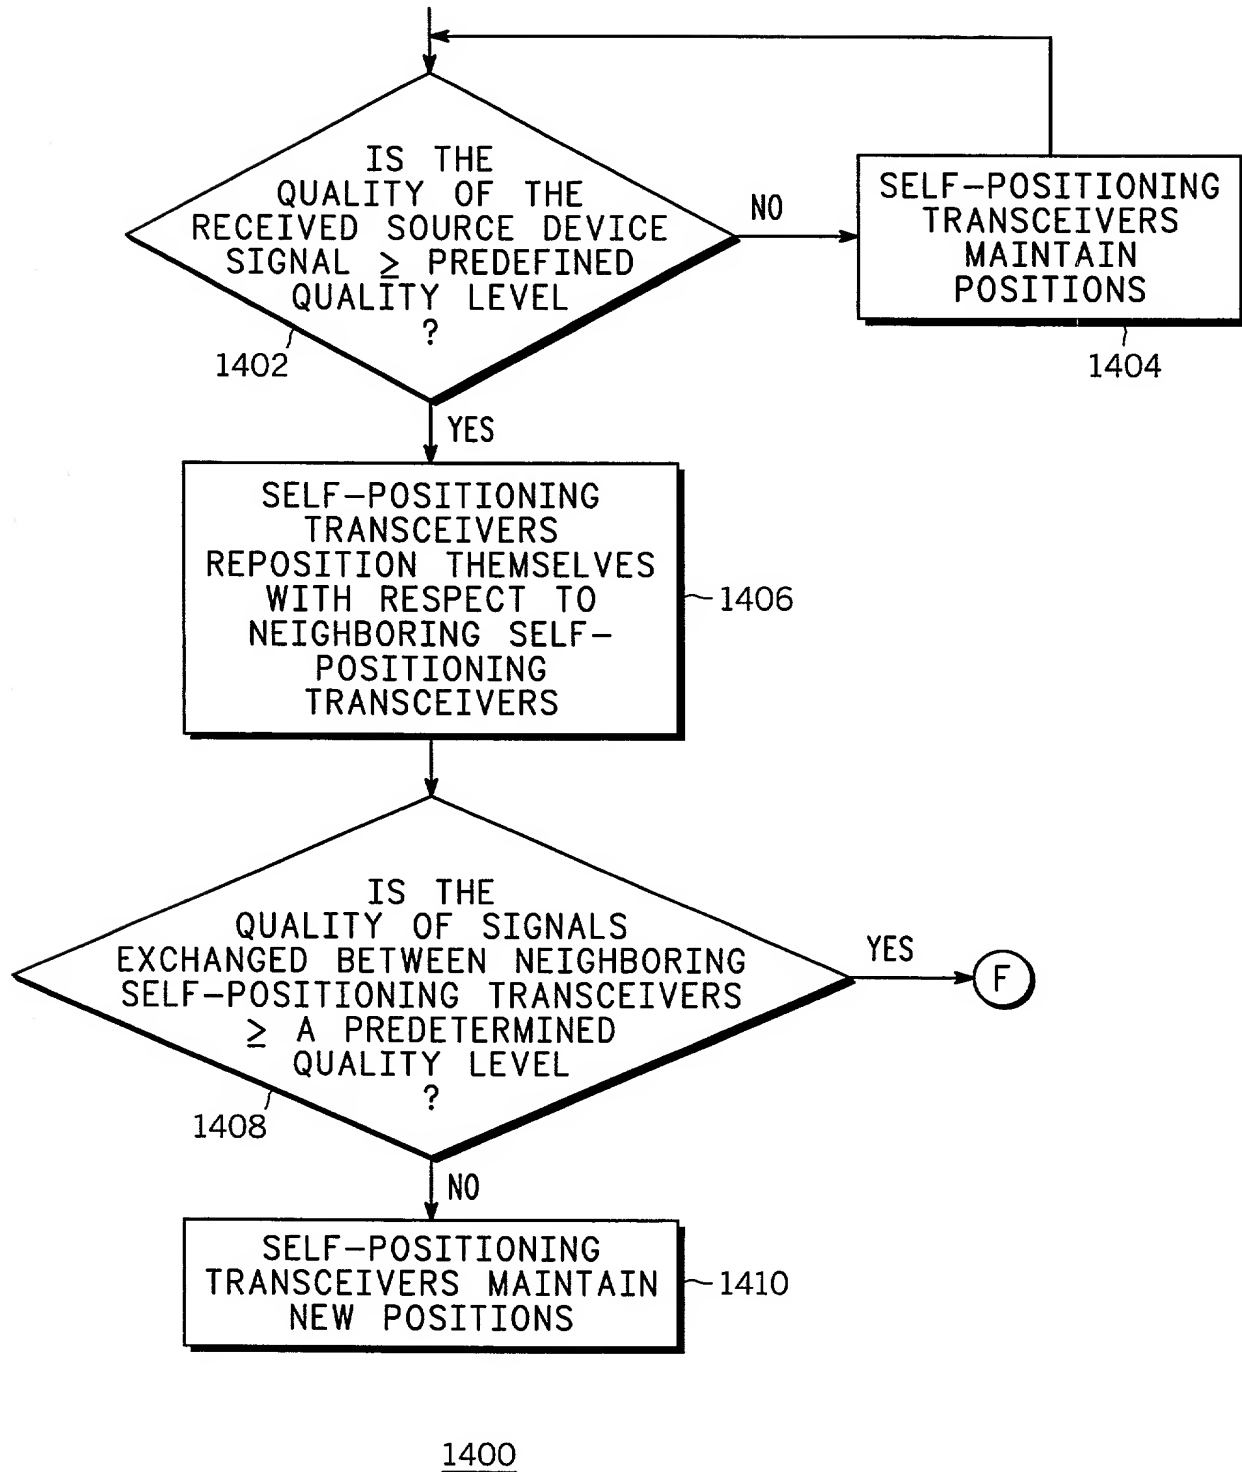 IS THE
QUALITY OF THE
RECEIVED SOURCE DEVICE
SIGNAL ≥ PREDEFINED
QUALITY LEVEL
?
1402
NO
SELF-POSITIONING
TRANSCEIVERS
MAINTAIN
POSITIONS
1404
YES
SELF-POSITIONING
TRANSCEIVERS
REPOSITION THEMSELVES
WITH RESPECT TO
NEIGHBORING SELF-
POSITIONING
TRANSCEIVERS
1406
IS THE
QUALITY OF SIGNALS
EXCHANGED BETWEEN NEIGHBORING
SELF-POSITIONING TRANSCEIVERS
≥ A PREDETERMINED
QUALITY LEVEL
?
1408
YES
F
NO
SELF-POSITIONING
TRANSCEIVERS MAINTAIN
NEW POSITIONS
1410
1400